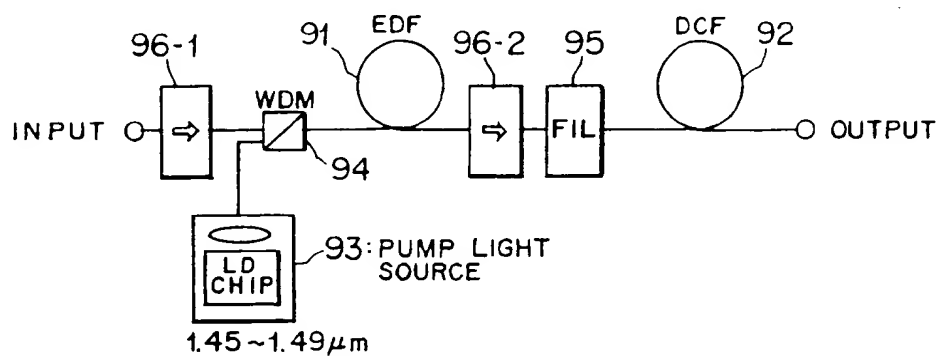 EDF
DCF
91
96-1
96-2
95
92
WDM
INPUT
⇨
⇨
FIL
OUTPUT
94
93: PUMP LIGHT
SOURCE
LD
CHIP
1.45~1.49μm